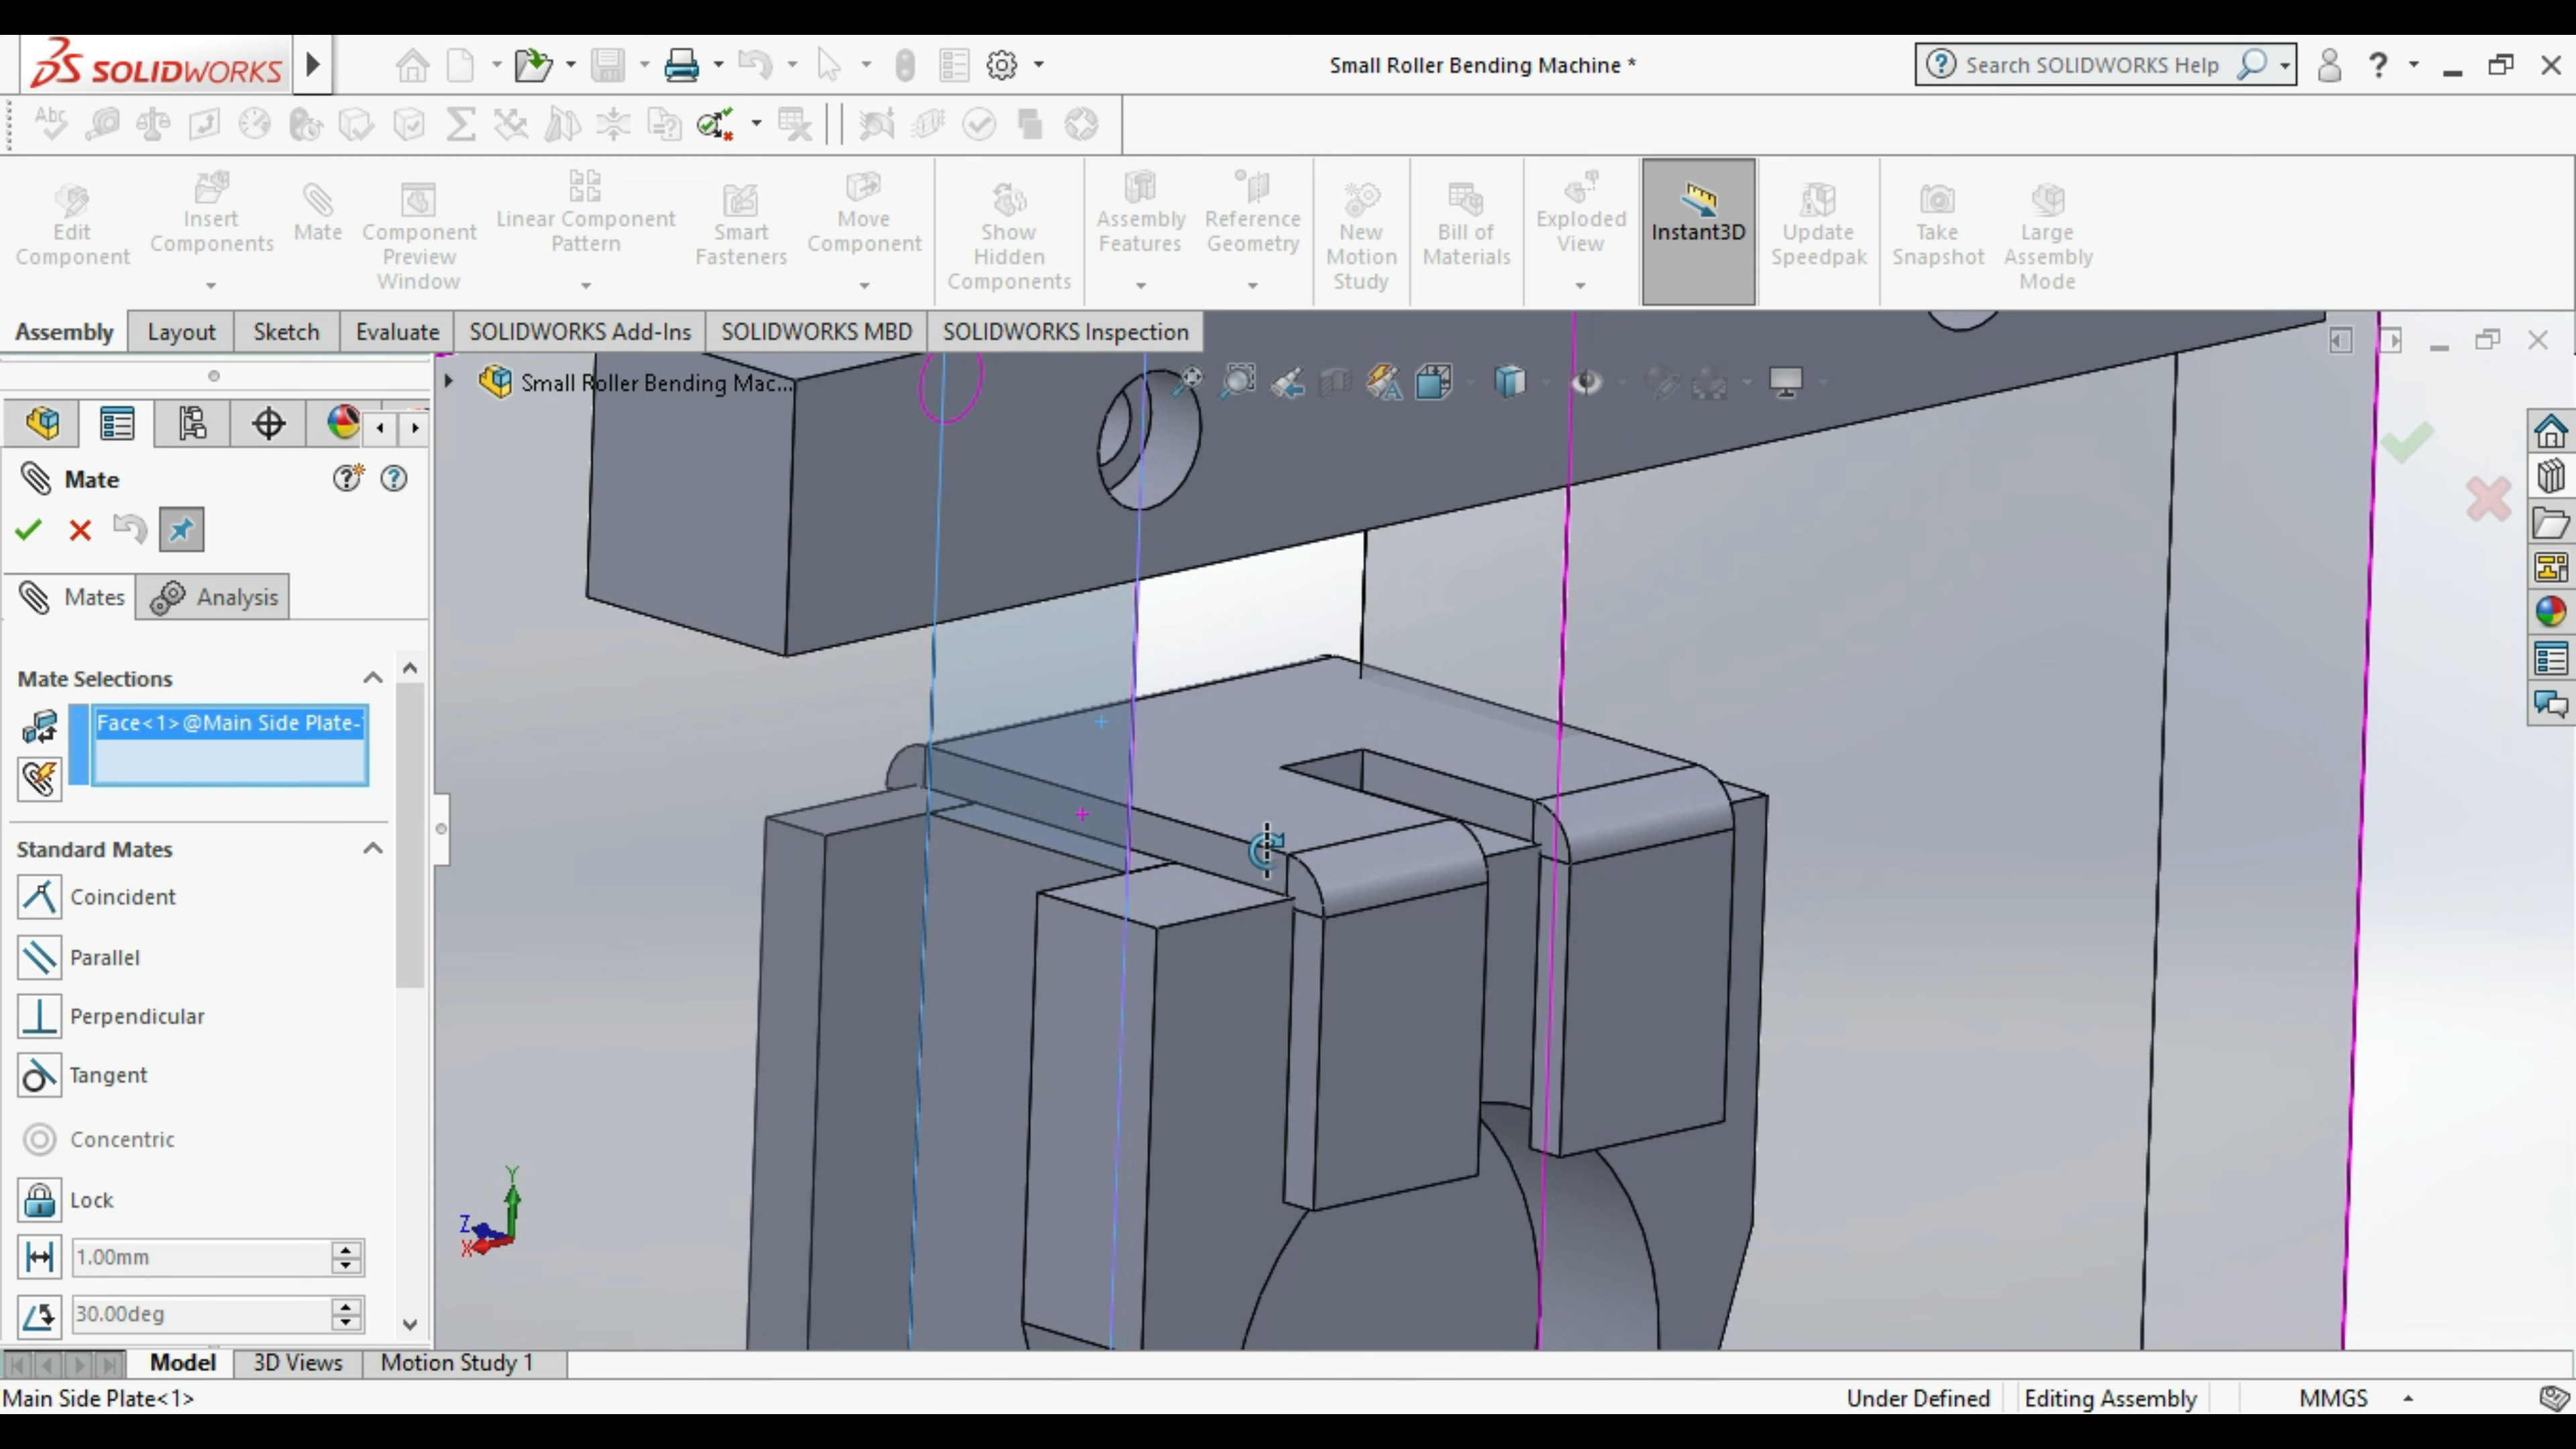 SOLIDWORKS
Small Roller Bending Machine *
Search SOLIDWORKS Help
Edit Component
Insert Components
Mate
Component Preview Window
Linear Component Pattern
Smart Fasteners
Move Component
Show Hidden Components
Assembly Features
Reference Geometry
New Motion Study
Bill of Materials
Exploded View
Instant3D
Update Speedpak
Take Snapshot
Large Assembly Mode
Assembly
Layout
Sketch
Evaluate
SOLIDWORKS Add-Ins
SOLIDWORKS MBD
SOLIDWORKS Inspection
Small Roller Bending Mac...
Mate
Mates
Analysis
Mate Selections
Face<1>@Main Side Plate-
Standard Mates
Coincident
Parallel
Perpendicular
Tangent
Concentric
Lock
1.00mm
30.00deg
Y
Z
X
Model
3D Views
Motion Study 1
Main Side Plate<1>
Under Defined
Editing Assembly
MMGS